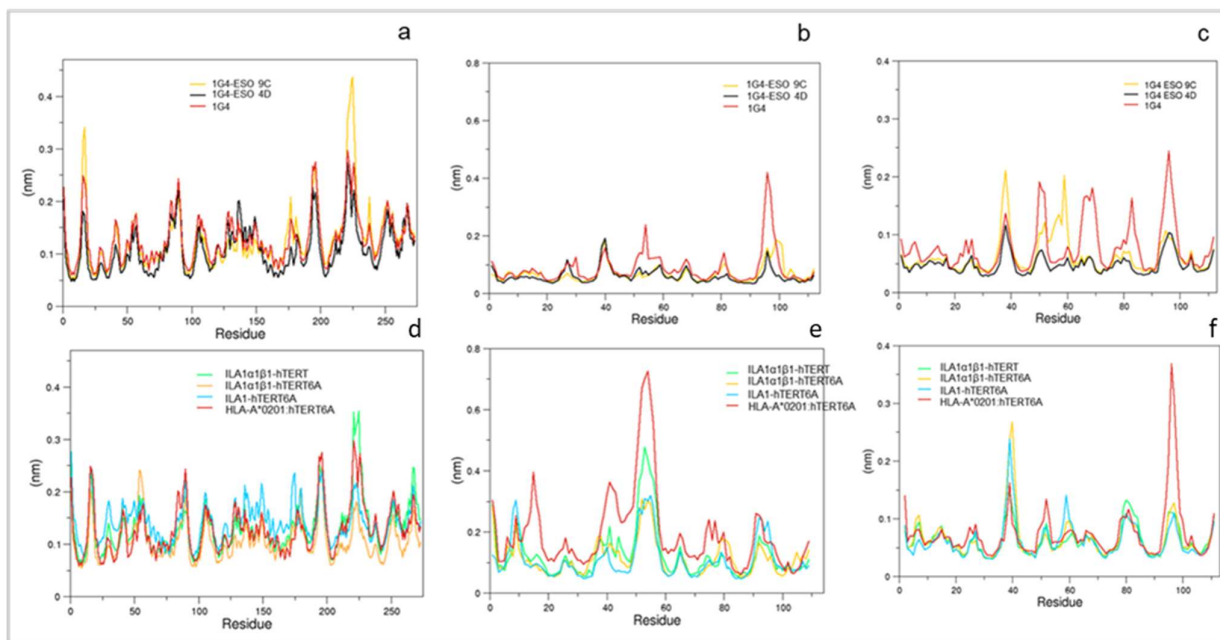 a
1G4-ESO 9C
1G4-ESO 4D
1G4
0.4
0.3
0.2
0.1
0
(nm)
0 50 100 150 200 250
Residue
b
1G4-ESO 9C
1G4-ESO 4D
1G4
0.8
0.6
0.4
0.2
0
(nm)
0 20 40 60 80 100
Residue
c
1G4 ESO 9C
1G4 ESO 4D
1G4
0.4
0.3
0.2
0.1
0
(nm)
0 20 40 60 80 100
Residue
d
ILA1α1β1-hTERT
ILA1α1β1-hTERT6A
ILA1-hTERT6A
HLA-A*0201:hTERT6A
0.4
0.3
0.2
0.1
0
(nm)
0 50 100 150 200 250
Residue
e
ILA1α1β1-hTERT
ILA1α1β1-hTERT6A
ILA1-hTERT6A
HLA-A*0201:hTERT6A
0.8
0.6
0.4
0.2
0
(nm)
0 20 40 60 80 100
Residue
f
ILA1α1β1-hTERT
ILA1α1β1-hTERT6A
ILA1-hTERT6A
HLA-A*0201:hTERT6A
0.4
0.3
0.2
0.1
0
(nm)
0 20 40 60 80 100
Residue